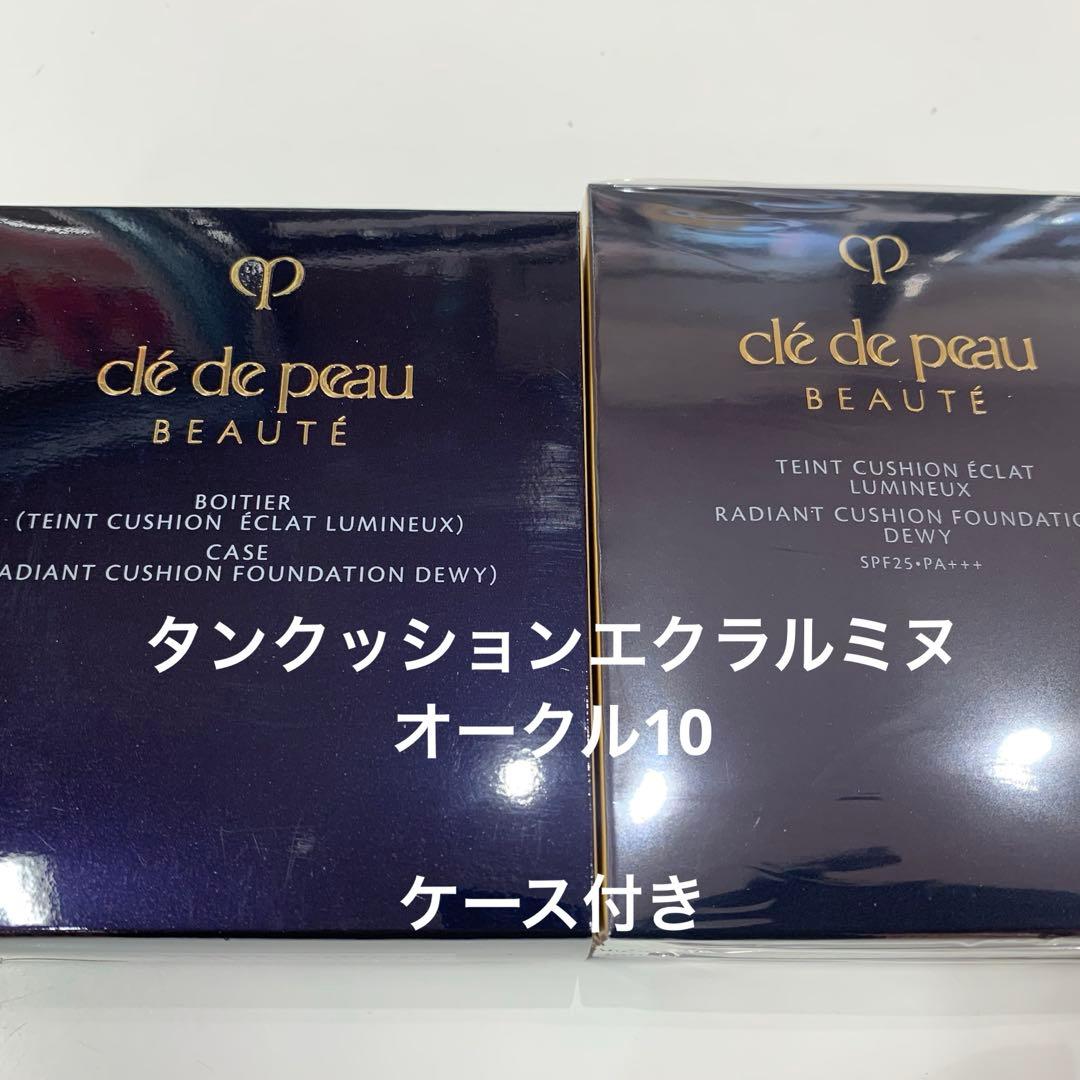 clé de peau
BEAUTÉ
BOITIER
(TEINT CUSHION ÉCLAT LUMINEUX)
CASE
ADIANT CUSHION FOUNDATION DEWY)
clé de peau
BEAUTÉ
TEINT CUSHION ÉCLAT
LUMINEUX
RADIANT CUSHION FOUNDATIO
DEWY
SPF25•PA+++
タンクッションエクラルミヌ
オークル10
ケース付き